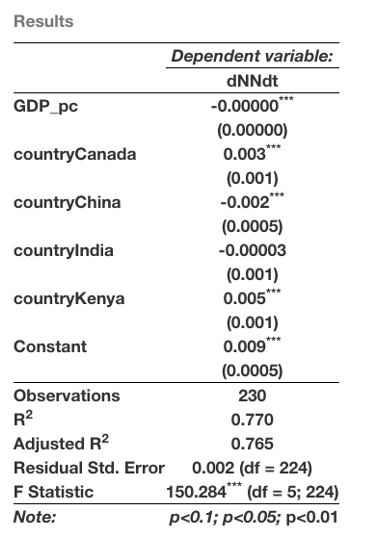 Results
Dependent variable:
dNNdt
GDP_pc -0.00000***
(0.00000)
countryCanada 0.003***
(0.001)
countryChina -0.002***
(0.0005)
countryIndia -0.00003
(0.001)
countryKenya 0.005***
(0.001)
Constant 0.009***
(0.0005)
Observations 230
R2 0.770
Adjusted R2 0.765
Residual Std. Error 0.002 (df = 224)
F Statistic 150.284*** (df = 5; 224)
Note: p<0.1; p<0.05; p<0.01